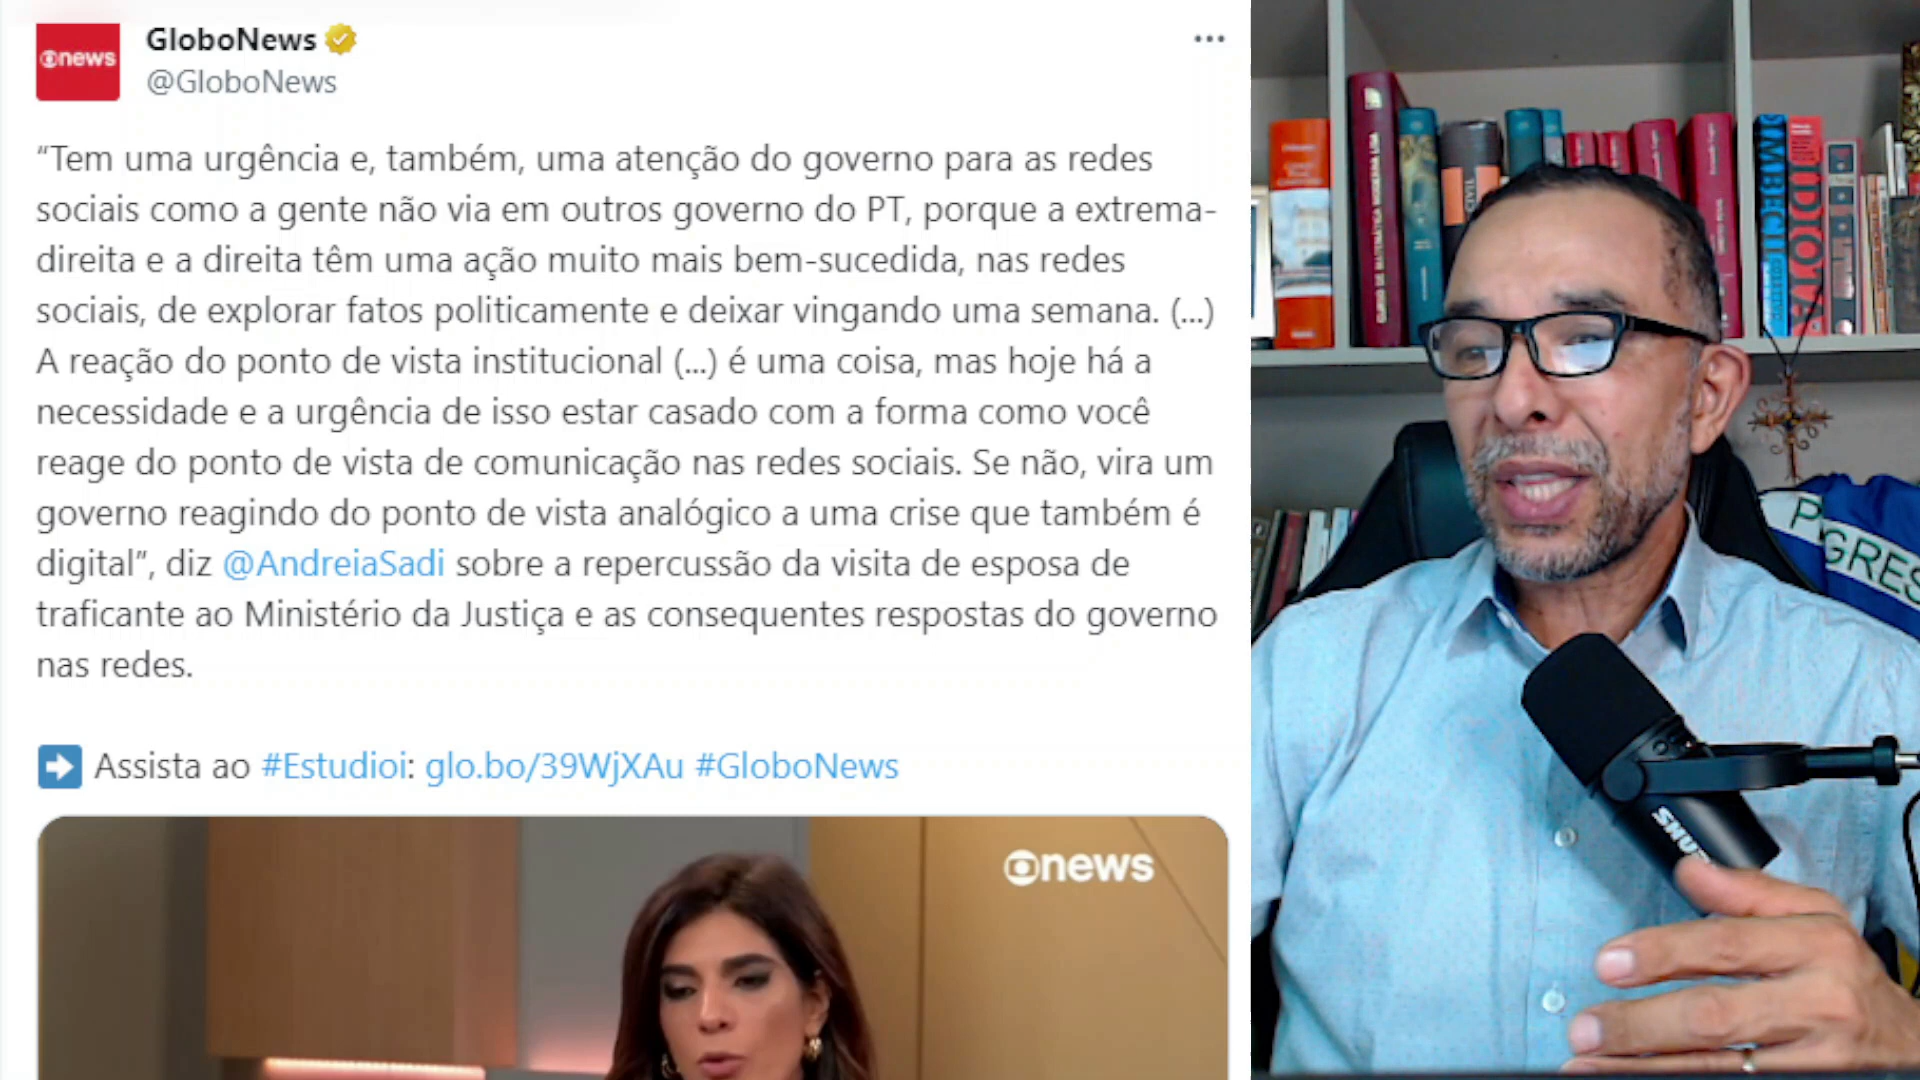 GloboNews
@GloboNews
news
“Tem uma urgência e, também, uma atenção do governo para as redes
sociais como a gente não via em outros governo do PT, porque a extrema-
direita e a direita têm uma ação muito mais bem-sucedida, nas redes
sociais, de explorar fatos politicamente e deixar vingando uma semana. (...)
A reação do ponto de vista institucional (...) é uma coisa, mas hoje há a
necessidade e a urgência de isso estar casado com a forma como você
reage do ponto de vista de comunicação nas redes sociais. Se não, vira um
governo reagindo do ponto de vista analógico a uma crise que também é
digital”, diz @AndreiaSadi sobre a repercussão da visita de esposa de
traficante ao Ministério da Justiça e as consequentes respostas do governo
nas redes.
Assista ao #Estudioi: glo.bo/39WjXAu #GloboNews
news
CIVIL
SHU